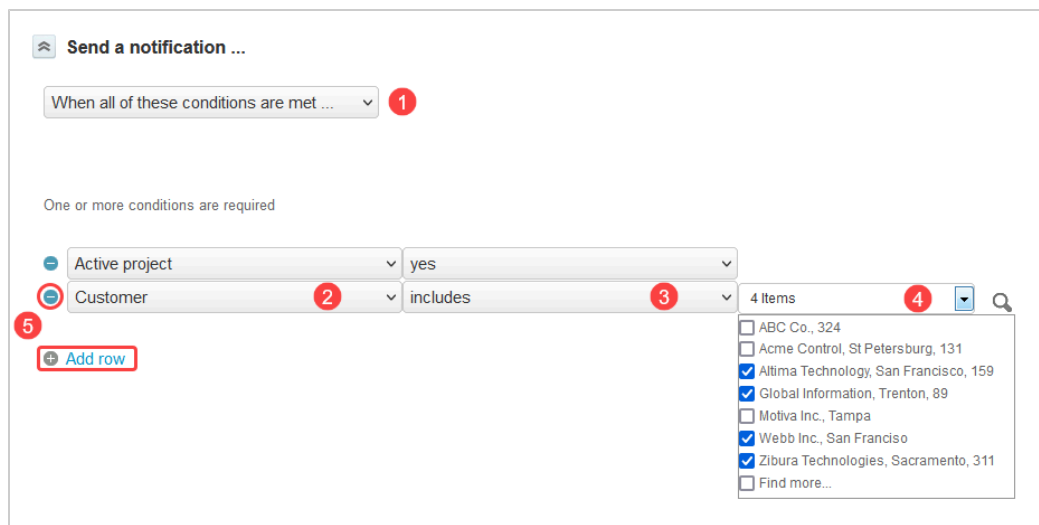 Send a notification ...
When all of these conditions are met ... 1
One or more conditions are required
Active project yes
Customer 2 includes 3 4 Items 4
5
ABC Co., 324
Add row
Acme Control, St Petersburg, 131
Altima Technology, San Francisco, 159
Global Information, Trenton, 89
Motiva Inc., Tampa
Webb Inc., San Franciso
Zibura Technologies, Sacramento, 311
Find more...